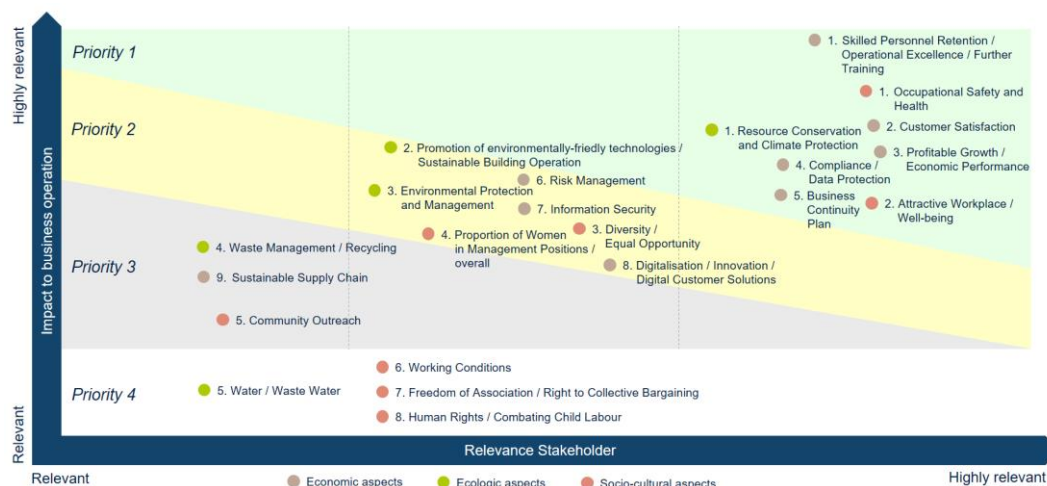 Highly relevant
Impact to business operation
Relevant
Priority 1
Priority 2
Priority 3
Priority 4
1. Skilled Personnel Retention /
Operational Excellence / Further
Training
1. Occupational Safety and
Health
1. Resource Conservation
and Climate Protection
2. Customer Satisfaction
3. Profitable Growth /
Economic Performance
4. Compliance /
Data Protection
5. Business
Continuity
Plan
2. Attractive Workplace /
Well-being
2. Promotion of environmentally-friedly technologies /
Sustainable Building Operation
6. Risk Management
3. Environmental Protection
and Management
7. Information Security
4. Proportion of Women
in Management Positions /
overall
3. Diversity /
Equal Opportunity
8. Digitalisation / Innovation /
Digital Customer Solutions
4. Waste Management / Recycling
9. Sustainable Supply Chain
5. Community Outreach
5. Water / Waste Water
6. Working Conditions
7. Freedom of Association / Right to Collective Bargaining
8. Human Rights / Combating Child Labour
Relevance Stakeholder
Relevant
Highly relevant
Economic aspects
Ecologic aspects
Socio-cultural aspects